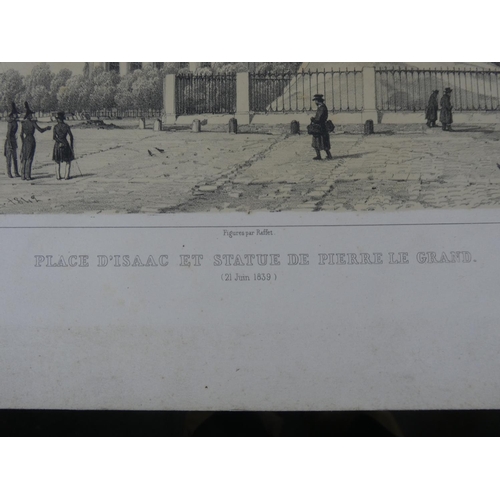 Figures par Raffet.
PLACE D'ISAAC ET STATUE DE PIERRE LE GRAND.
(21 Juin 1839)